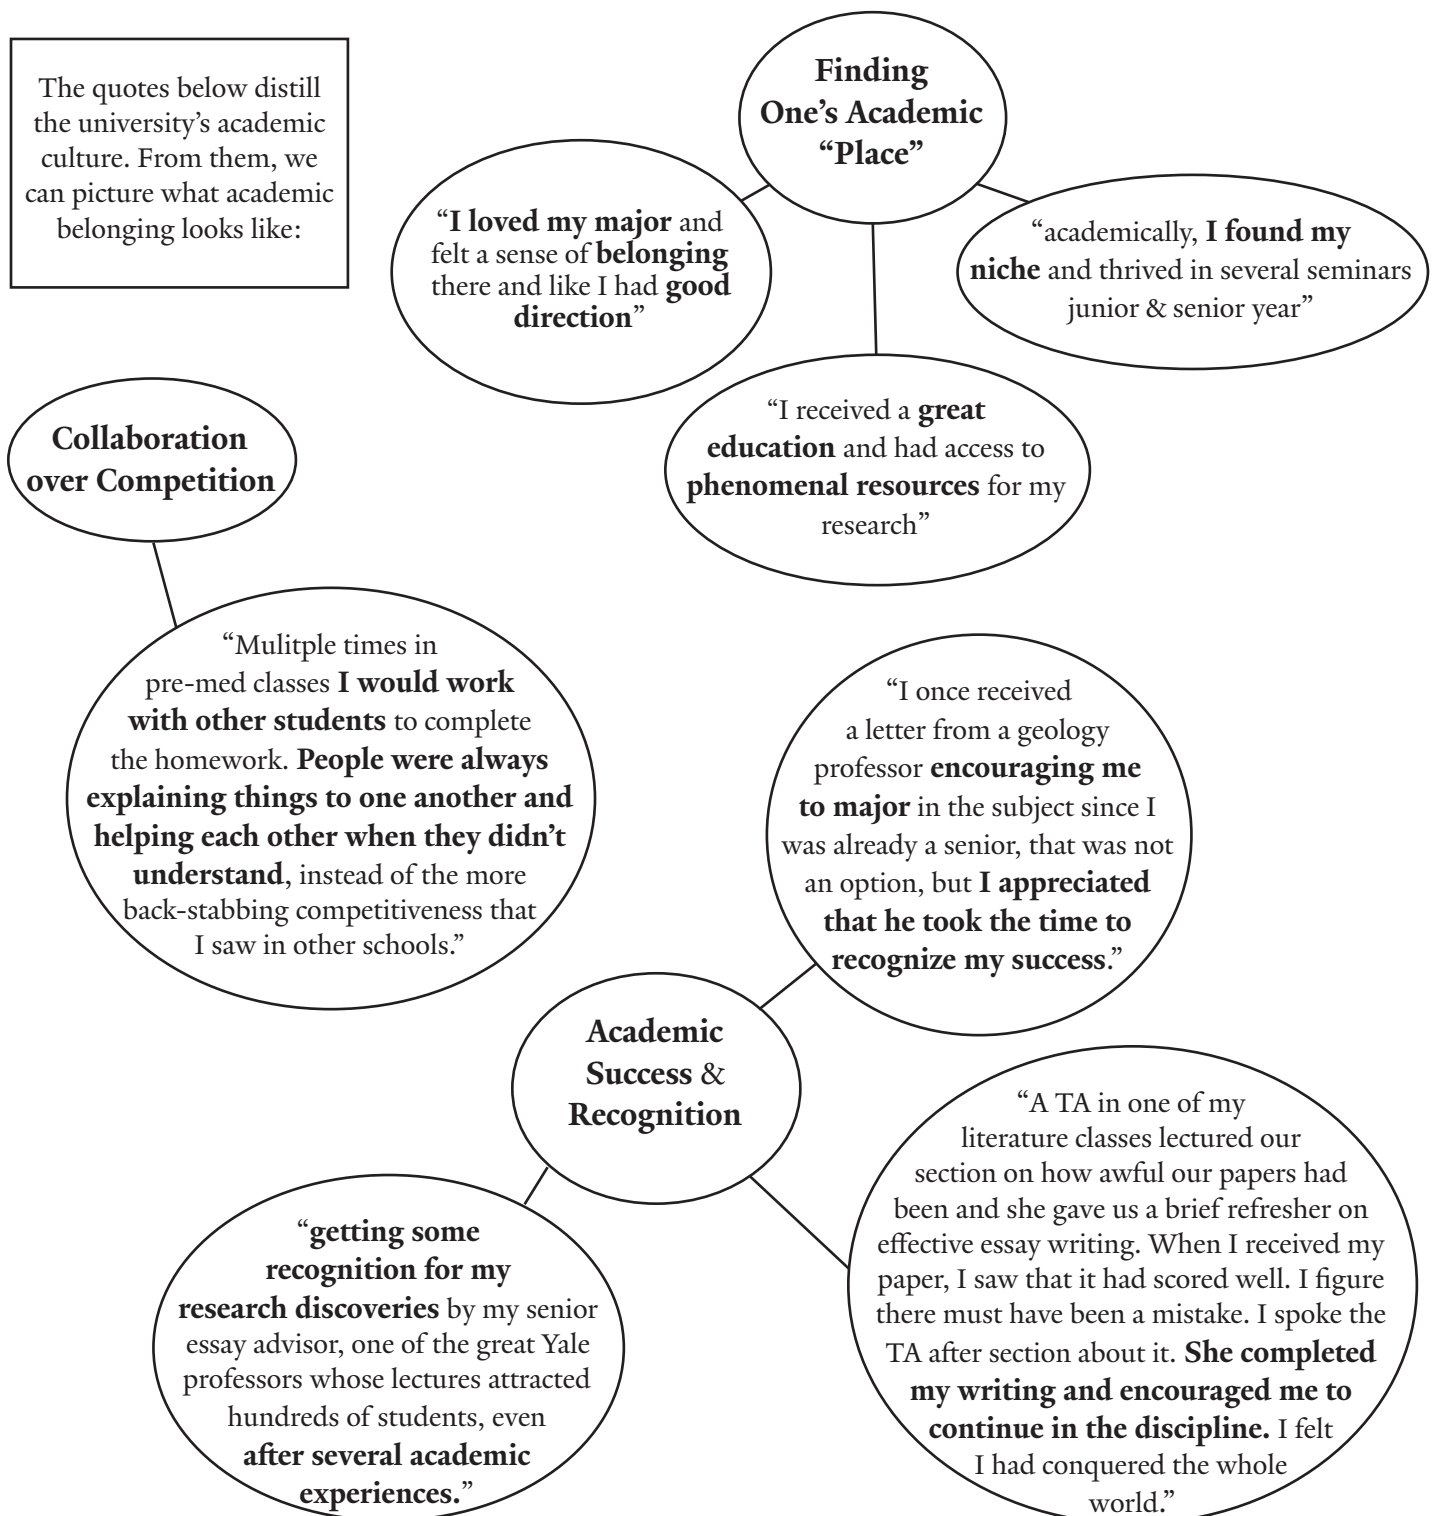 The quotes below distill
the university’s academic
culture. From them, we
can picture what academic
belonging looks like:
Finding
One’s Academic
“Place”
“I loved my major and
felt a sense of belonging
there and like I had good
direction”
“academically, I found my
niche and thrived in several seminars
junior & senior year”
“I received a great
education and had access to
phenomenal resources for my
research”
Collaboration
over Competition
“Mulitple times in
pre-med classes I would work
with other students to complete
the homework. People were always
explaining things to one another and
helping each other when they didn’t
understand, instead of the more
back-stabbing competitiveness that
I saw in other schools.”
“I once received
a letter from a geology
professor encouraging me
to major in the subject since I
was already a senior, that was not
an option, but I appreciated
that he took the time to
recognize my success.”
Academic
Success &
Recognition
“getting some
recognition for my
research discoveries by my senior
essay advisor, one of the great Yale
professors whose lectures attracted
hundreds of students, even
after several academic
experiences.”
“A TA in one of my
literature classes lectured our
section on how awful our papers had
been and she gave us a brief refresher on
effective essay writing. When I received my
paper, I saw that it had scored well. I figure
there must have been a mistake. I spoke the
TA after section about it. She completed
my writing and encouraged me to
continue in the discipline. I felt
I had conquered the whole
world.”